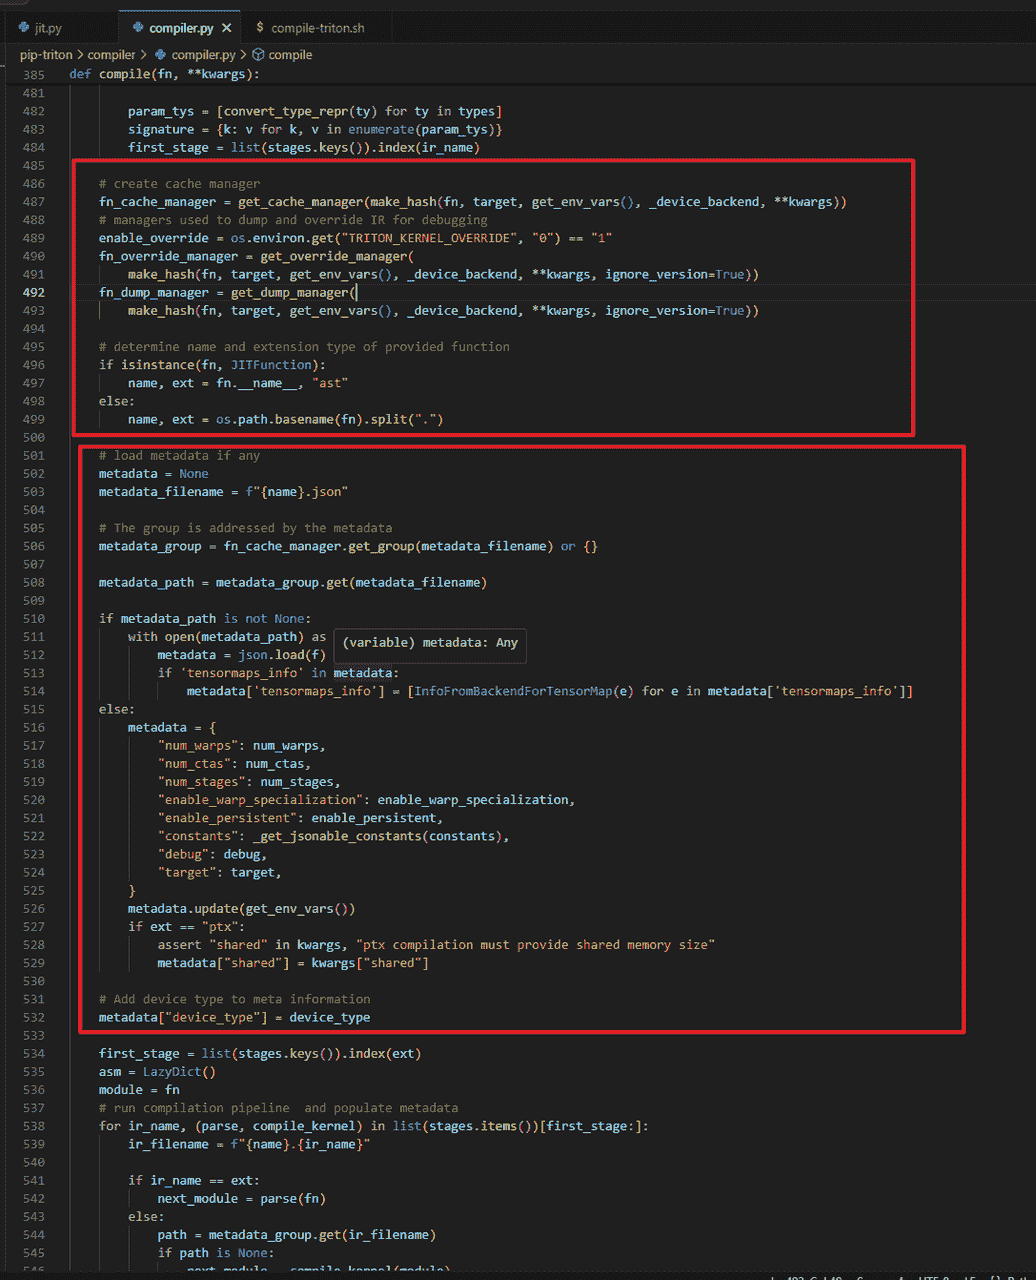 jit.py compiler.py × $ compile-triton.sh
pip-triton > compiler > compiler.py > compile
385 def compile(fn, **kwargs):
481
482 param_tys = [convert_type_repr(ty) for ty in types]
483 signature = {k: v for k, v in enumerate(param_tys)}
484 first_stage = list(stages.keys()).index(ir_name)
485
486 # create cache manager
487 fn_cache_manager = get_cache_manager(make_hash(fn, target, get_env_vars(), _device_backend, **kwargs))
488 # managers used to dump and override IR for debugging
489 enable_override = os.environ.get("TRITON_KERNEL_OVERRIDE", "0") == "1"
490 fn_override_manager = get_override_manager(
491 make_hash(fn, target, get_env_vars(), _device_backend, **kwargs, ignore_version=True))
492 fn_dump_manager = get_dump_manager(
493 make_hash(fn, target, get_env_vars(), _device_backend, **kwargs, ignore_version=True))
494
495 # determine name and extension type of provided function
496 if isinstance(fn, JITFunction):
497 name, ext = fn.__name__, "ast"
498 else:
499 name, ext = os.path.basename(fn).split(".")
500
501 # load metadata if any
502 metadata = None
503 metadata_filename = f"{name}.json"
504
505 # The group is addressed by the metadata
506 metadata_group = fn_cache_manager.get_group(metadata_filename) or {}
507
508 metadata_path = metadata_group.get(metadata_filename)
509
510 if metadata_path is not None:
511 with open(metadata_path) as (variable) metadata: Any
512 metadata = json.load(f)
513 if 'tensormaps_info' in metadata:
514 metadata['tensormaps_info'] = [InfoFromBackendForTensorMap(e) for e in metadata['tensormaps_info']]
515 else:
516 metadata = {
517 "num_warps": num_warps,
518 "num_ctas": num_ctas,
519 "num_stages": num_stages,
520 "enable_warp_specialization": enable_warp_specialization,
521 "enable_persistent": enable_persistent,
522 "constants": _get_jsonable_constants(constants),
523 "debug": debug,
524 "target": target,
525 }
526 metadata.update(get_env_vars())
527 if ext == "ptx":
528 assert "shared" in kwargs, "ptx compilation must provide shared memory size"
529 metadata["shared"] = kwargs["shared"]
530
531 # Add device type to meta information
532 metadata["device_type"] = device_type
533
534 first_stage = list(stages.keys()).index(ext)
535 asm = LazyDict()
536 module = fn
537 # run compilation pipeline  and populate metadata
538 for ir_name, (parse, compile_kernel) in list(stages.items())[first_stage:]:
539 ir_filename = f"{name}.{ir_name}"
540
541 if ir_name == ext:
542 next_module = parse(fn)
543 else:
544 path = metadata_group.get(ir_filename)
545 if path is None:
546 next_module = compile_kernel(module)